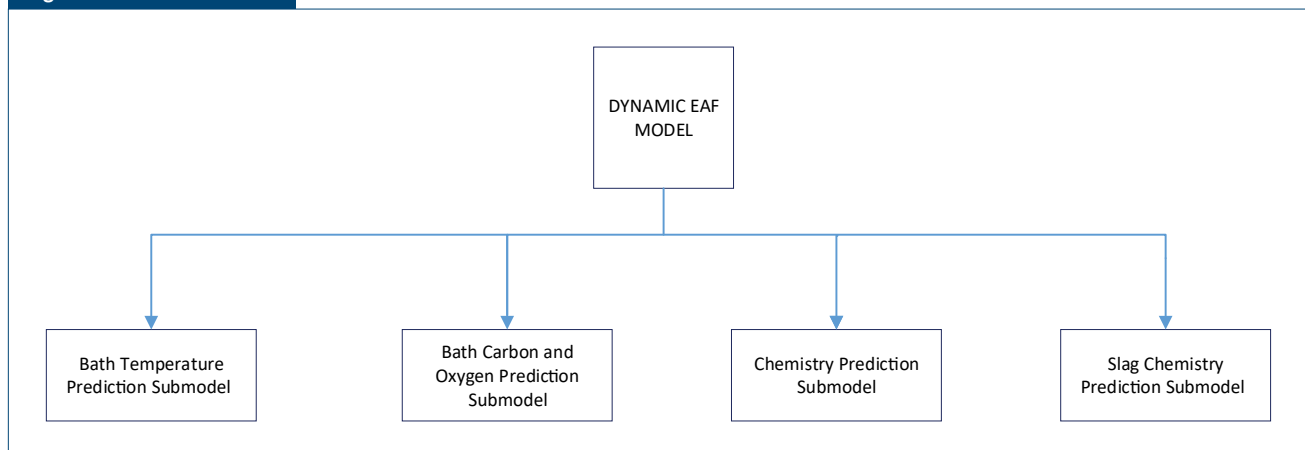 DYNAMIC EAF
MODEL
Bath Temperature
Prediction Submodel
Bath Carbon and
Oxygen Prediction
Submodel
Chemistry Prediction
Submodel
Slag Chemistry
Prediction Submodel